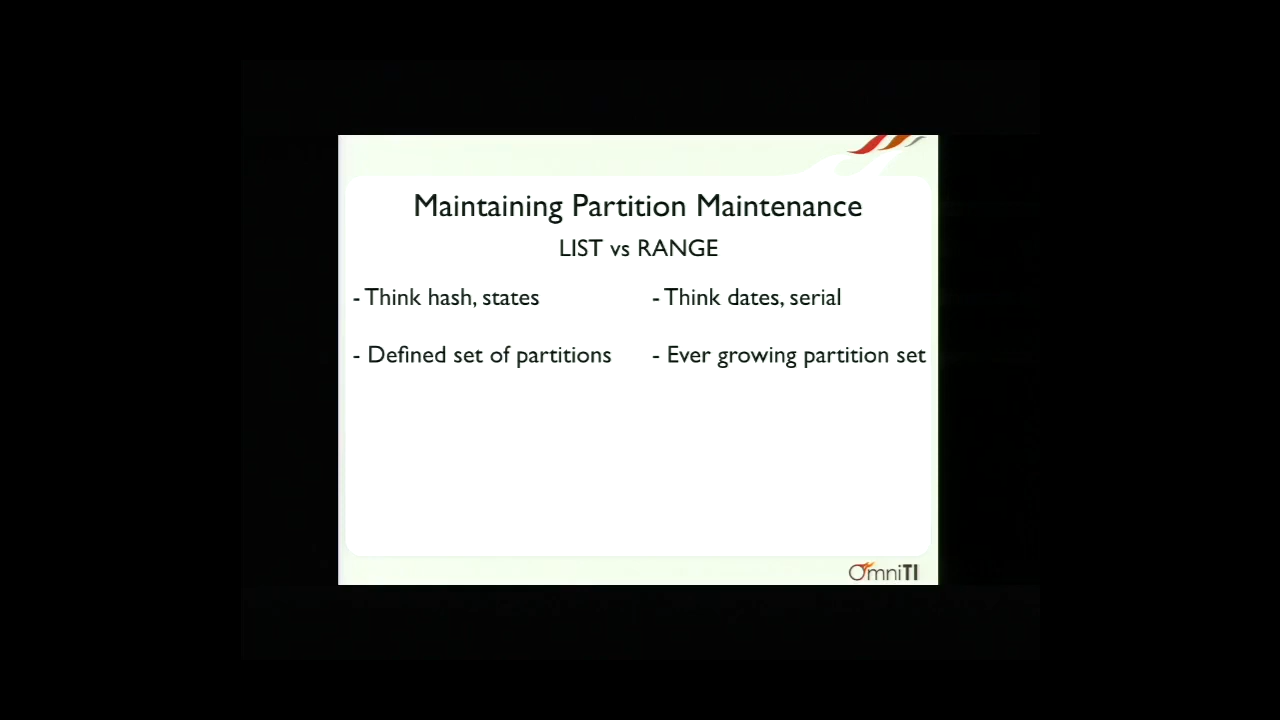 Maintaining Partition Maintenance
LIST vs RANGE
- Think hash, states
- Defined set of partitions
- Think dates, serial
- Ever growing partition set
OmniTI